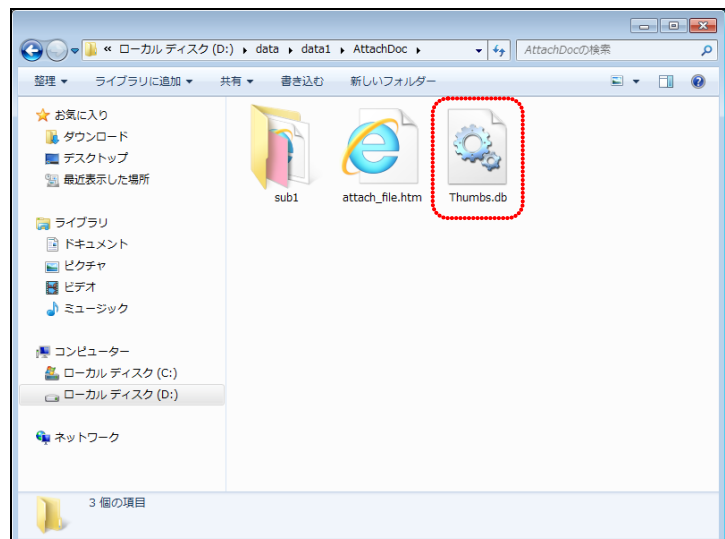 « ローカル ディスク (D:) ▸ data ▸ data1 ▸ AttachDoc ▸
AttachDocの検索
整理 ▼ ライブラリに追加 ▼ 共有 ▼ 書き込む 新しいフォルダー
お気に入り
ダウンロード
デスクトップ
最近表示した場所
ライブラリ
ドキュメント
ピクチャ
ビデオ
ミュージック
コンピューター
ローカル ディスク (C:)
ローカル ディスク (D:)
ネットワーク
sub1
attach_file.htm
Thumbs.db
3 個の項目